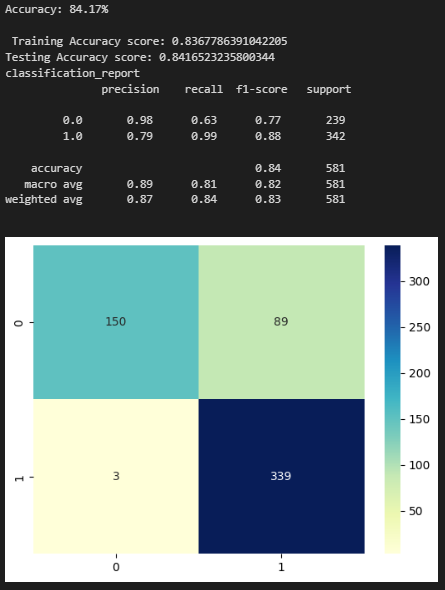 Accuracy: 84.17%
Training Accuracy score: 0.8367786391042205
Testing Accuracy score: 0.8416523235800344
classification_report
precision recall f1-score support
0.0 0.98 0.63 0.77 239
1.0 0.79 0.99 0.88 342
accuracy 0.84 581
macro avg 0.89 0.81 0.82 581
weighted avg 0.87 0.84 0.83 581
0 150 89
1 3 339
0 1
300
250
200
150
100
50